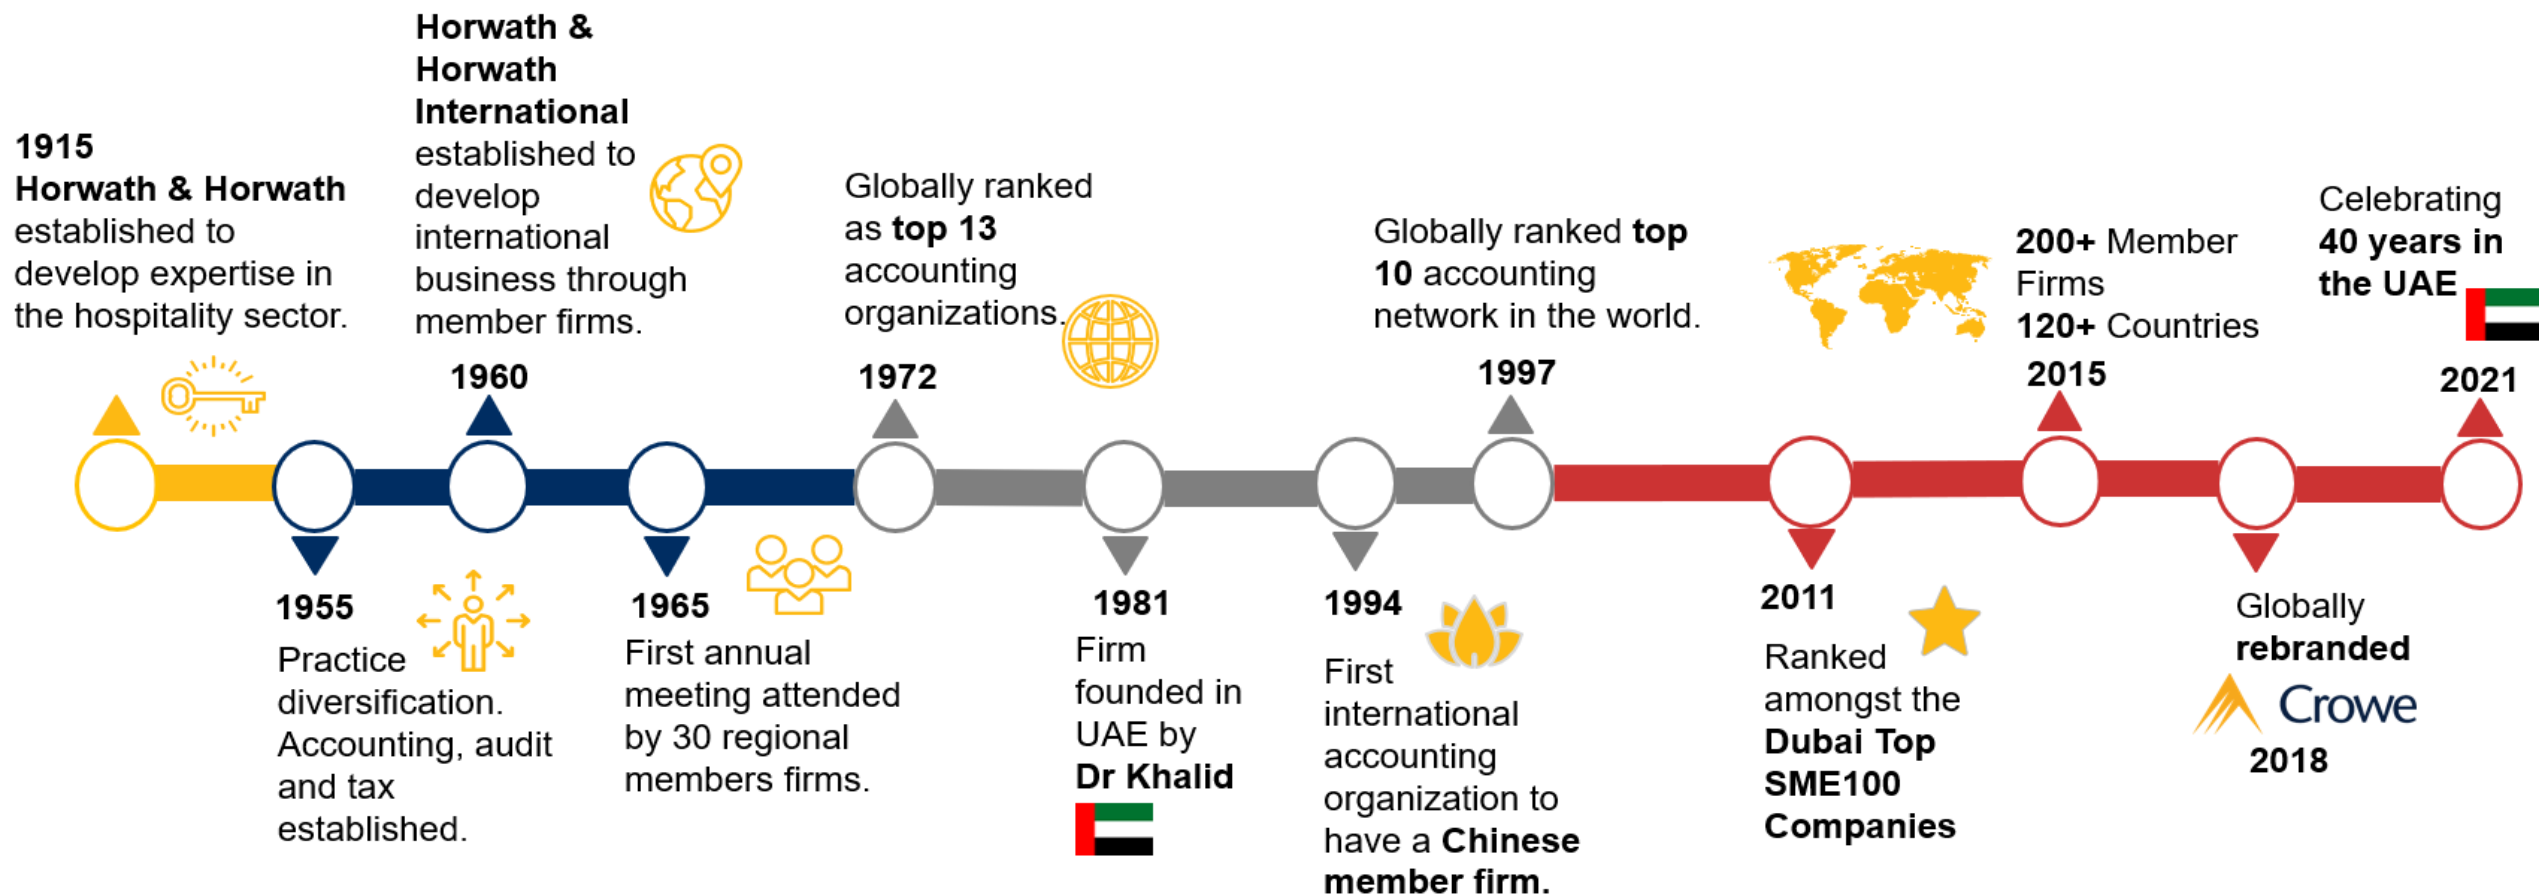 1915
Horwath & Horwath
established to
develop expertise in
the hospitality sector.
Practice
diversification.
Accounting, audit
and tax
established.
1955
Horwath &
Horwath
International
established to
develop
international
business through
member firms.
1960
1965
First annual
meeting attended
by 30 regional
members firms.
Globally ranked
as top 13
accounting
organizations.
1972
1981
Firm
founded in
UAE by
Dr Khalid
1994
First
international
accounting
organization to
have a Chinese
member firm.
Globally ranked top
10 accounting
network in the world.
1997
2011
Ranked
amongst the
Dubai Top
SME100
Companies
200+ Member
Firms
120+ Countries
2015
Globally
rebranded
Crowe
2018
Celebrating
40 years in
the UAE
2021